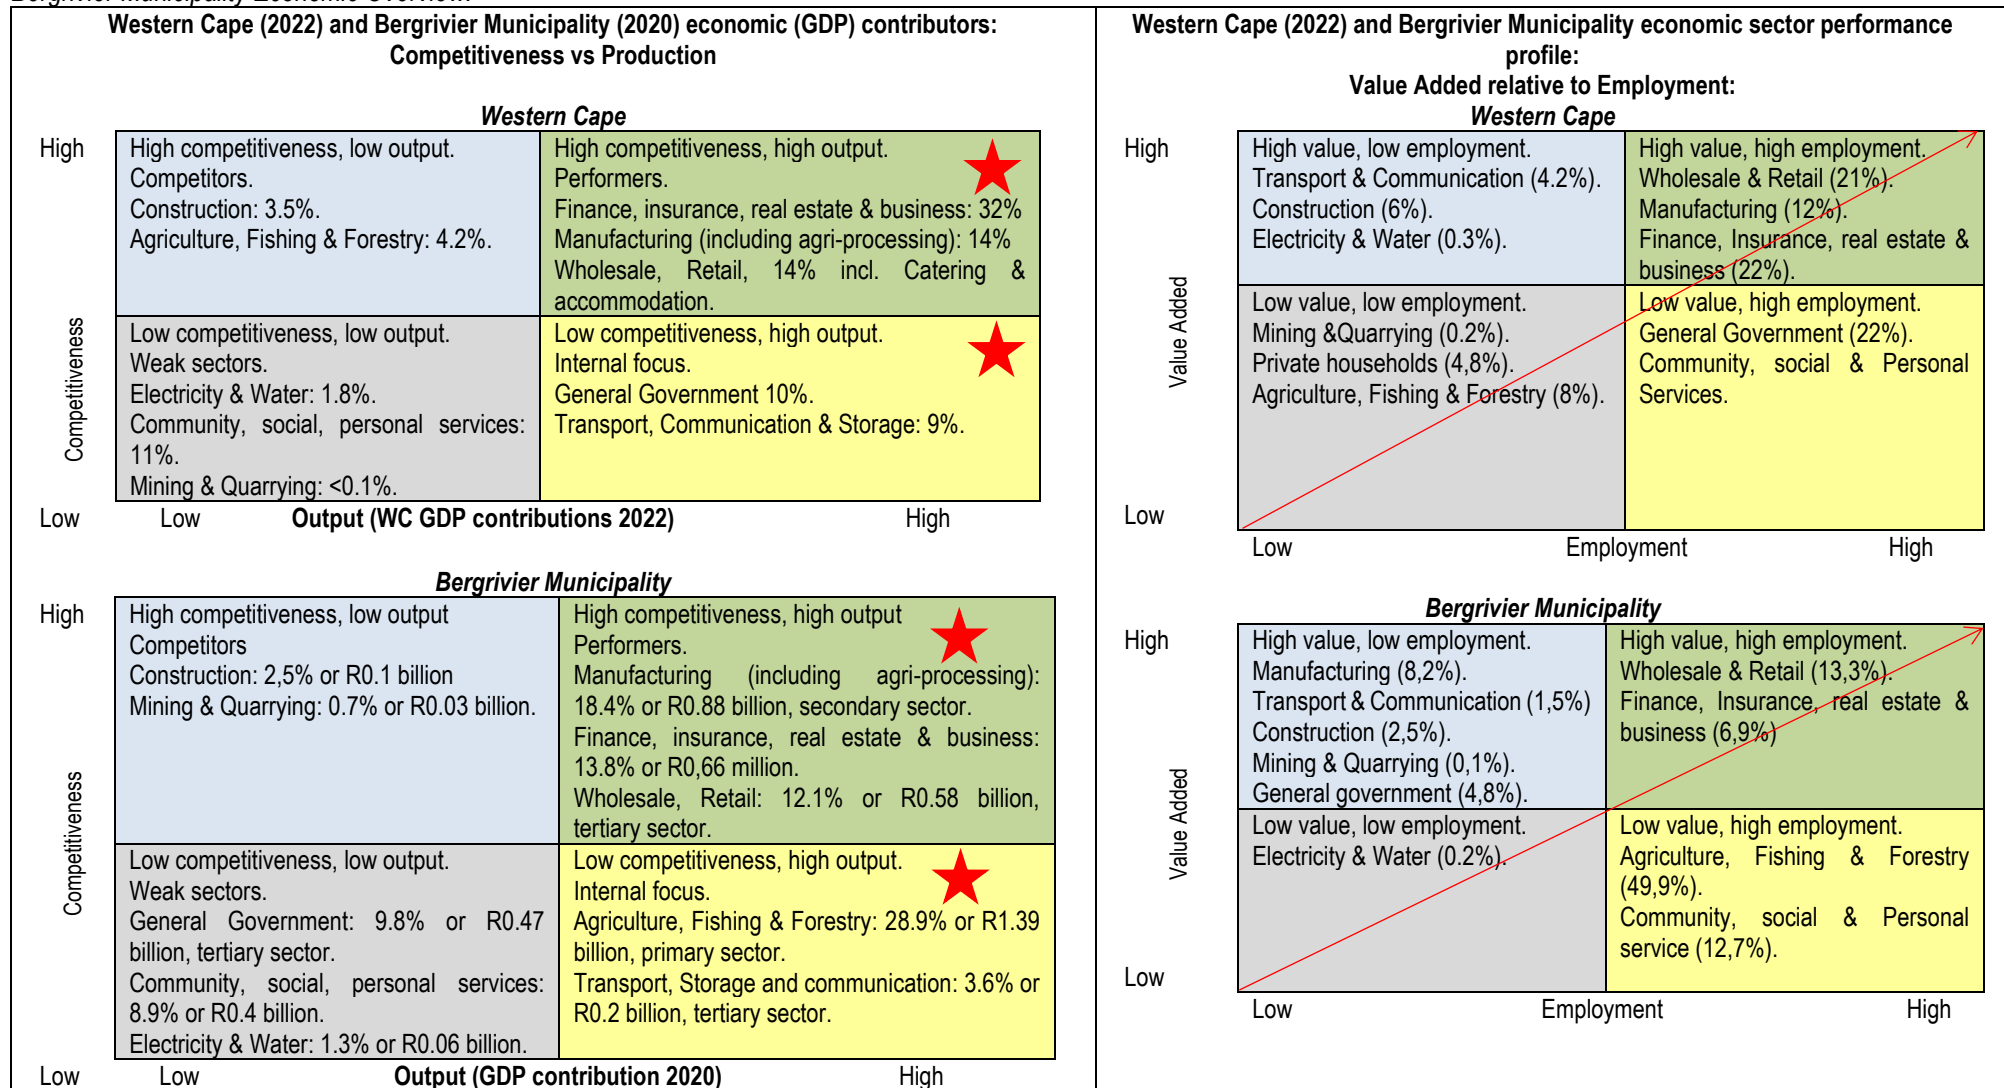 Bergrivier Municipality Economic Overview.
Western Cape (2022) and Bergrivier Municipality (2020) economic (GDP) contributors:
Competitiveness vs Production
Western Cape
High
High competitiveness, low output.
Competitors.
Construction: 3.5%.
Agriculture, Fishing & Forestry: 4.2%.
High competitiveness, high output.
Performers.
Finance, insurance, real estate & business: 32%
Manufacturing (including agri-processing): 14%
Wholesale, Retail, 14% incl. Catering &
accommodation.
Competitiveness
Low competitiveness, low output.
Weak sectors.
Electricity & Water: 1.8%.
Community, social, personal services:
11%.
Mining & Quarrying: <0.1%.
Low competitiveness, high output.
Internal focus.
General Government 10%.
Transport, Communication & Storage: 9%.
Low
Low
Output (WC GDP contributions 2022)
High
Bergrivier Municipality
High
High competitiveness, low output
Competitors
Construction: 2,5% or R0.1 billion
Mining & Quarrying: 0.7% or R0.03 billion.
High competitiveness, high output
Performers.
Manufacturing (including agri-processing):
18.4% or R0.88 billion, secondary sector.
Finance, insurance, real estate & business:
13.8% or R0,66 million.
Wholesale, Retail: 12.1% or R0.58 billion,
tertiary sector.
Competitiveness
Low competitiveness, low output.
Weak sectors.
General Government: 9.8% or R0.47
billion, tertiary sector.
Community, social, personal services:
8.9% or R0.4 billion.
Electricity & Water: 1.3% or R0.06 billion.
Low competitiveness, high output.
Internal focus.
Agriculture, Fishing & Forestry: 28.9% or R1.39
billion, primary sector.
Transport, Storage and communication: 3.6% or
R0.2 billion, tertiary sector.
Low
Low
Output (GDP contribution 2020)
High
Western Cape (2022) and Bergrivier Municipality economic sector performance
profile:
Value Added relative to Employment:
Western Cape
High
High value, low employment.
Transport & Communication (4.2%).
Construction (6%).
Electricity & Water (0.3%).
High value, high employment.
Wholesale & Retail (21%).
Manufacturing (12%).
Finance, Insurance, real estate &
business (22%).
Value Added
Low value, low employment.
Mining &Quarrying (0.2%).
Private households (4,8%).
Agriculture, Fishing & Forestry (8%).
Low value, high employment.
General Government (22%).
Community, social & Personal
Services.
Low
Low
Employment
High
Bergrivier Municipality
High
High value, low employment.
Manufacturing (8,2%).
Transport & Communication (1,5%)
Construction (2,5%).
Mining & Quarrying (0,1%).
General government (4,8%).
High value, high employment.
Wholesale & Retail (13,3%).
Finance, Insurance, real estate &
business (6,9%)
Value Added
Low value, low employment.
Electricity & Water (0.2%).
Low value, high employment.
Agriculture, Fishing & Forestry
(49,9%).
Community, social & Personal
service (12,7%).
Low
Low
Employment
High